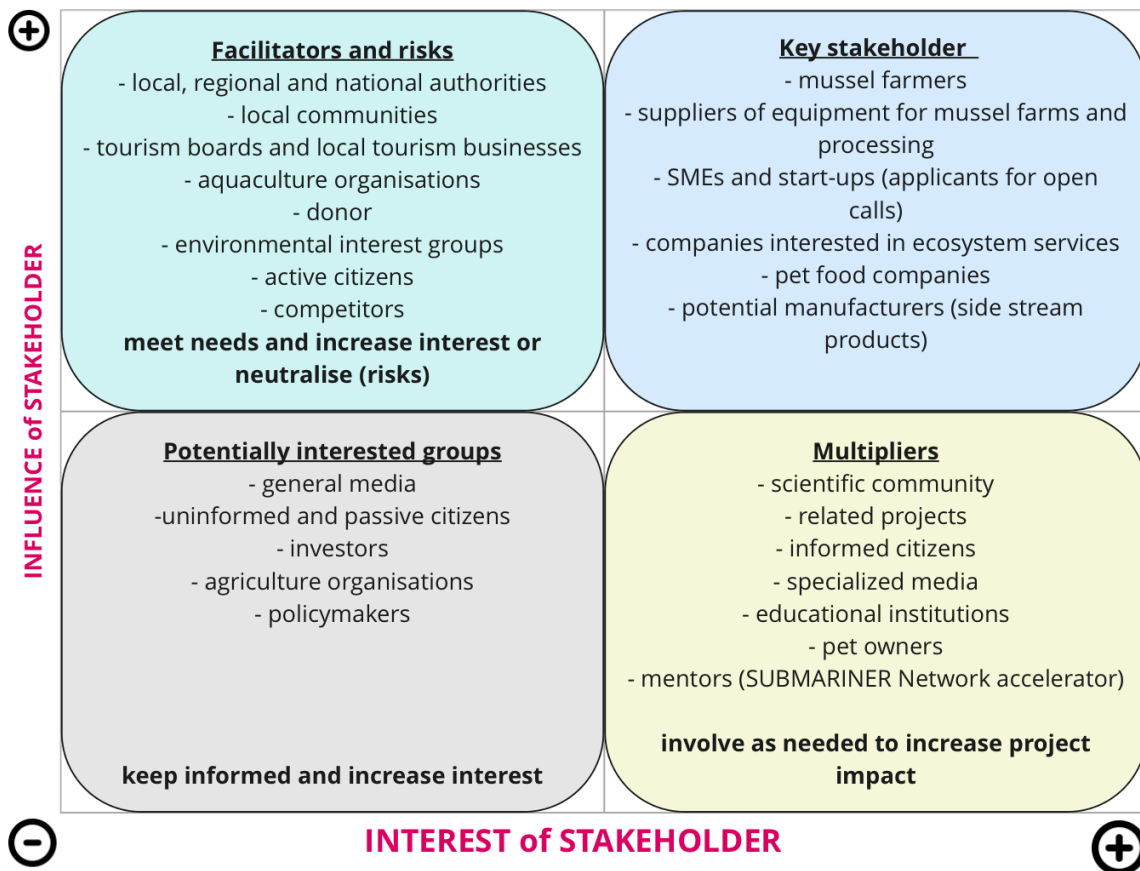 Facilitators and risks
- local, regional and national authorities
- local communities
- tourism boards and local tourism businesses
- aquaculture organisations
- donor
- environmental interest groups
- active citizens
- competitors
meet needs and increase interest or
neutralise (risks)
Key stakeholder
- mussel farmers
- suppliers of equipment for mussel farms and
processing
- SMEs and start-ups (applicants for open
calls)
- companies interested in ecosystem services
- pet food companies
- potential manufacturers (side stream
products)
INFLUENCE of STAKEHOLDER
Potentially interested groups
- general media
-uninformed and passive citizens
- investors
- agriculture organisations
- policymakers
keep informed and increase interest
Multipliers
- scientific community
- related projects
- informed citizens
- specialized media
- educational institutions
- pet owners
- mentors (SUBMARINER Network accelerator)
involve as needed to increase project
impact
INTEREST of STAKEHOLDER